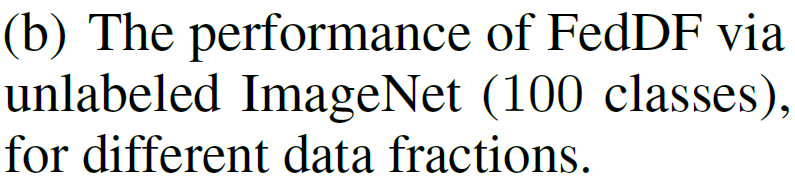 (b) The performance of FedDF via
unlabeled ImageNet (100 classes),
for different data fractions.